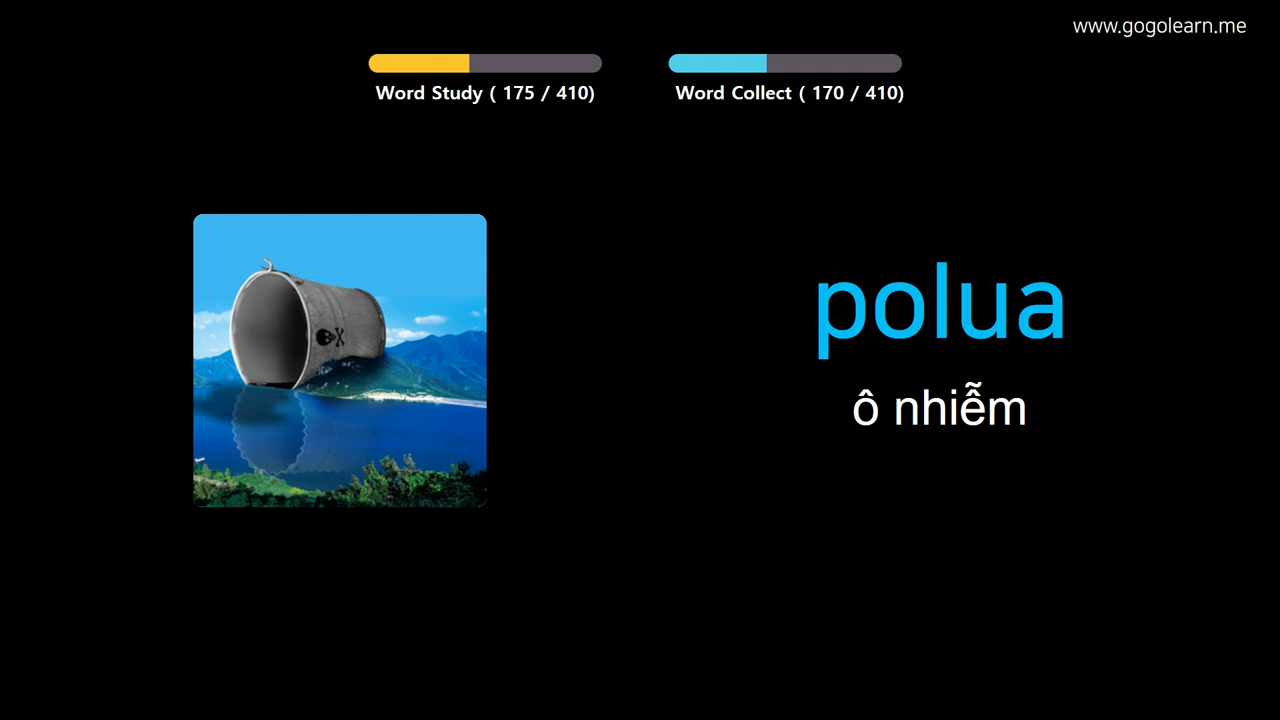 www.gogolearn.me
Word Study ( 175 / 410)
Word Collect ( 170 / 410)
polua
ô nhiễm